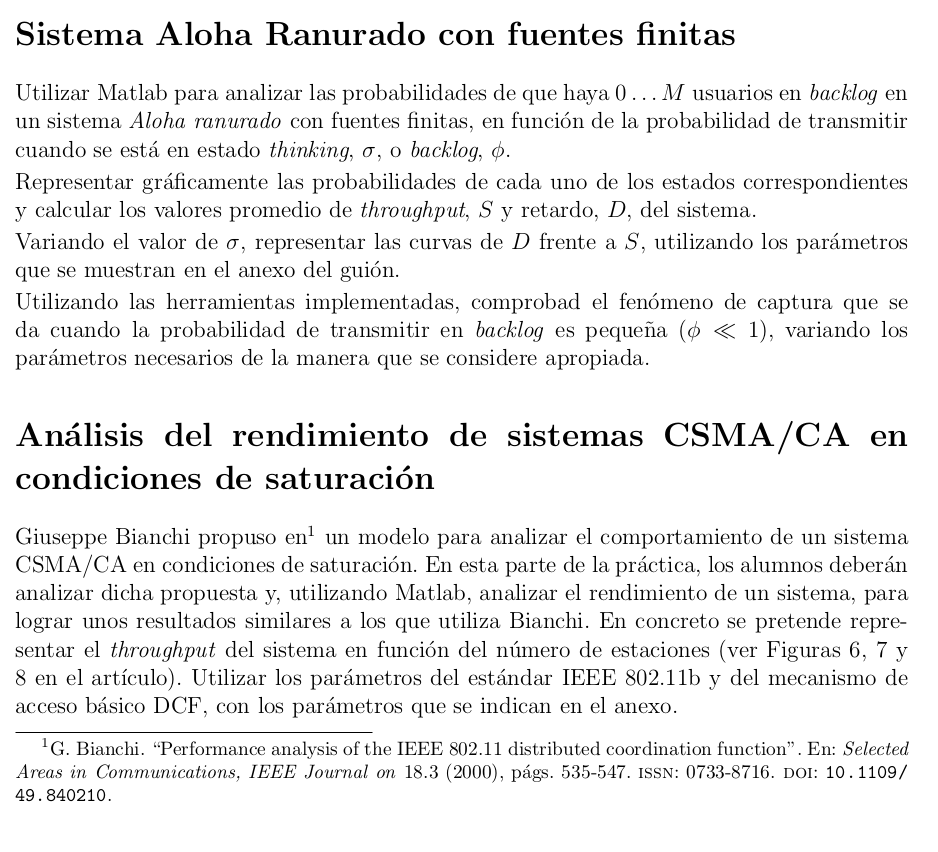 Sistema Aloha Ranurado con fuentes finitas
Utilizar Matlab para analizar las probabilidades de que haya 0 . . . M usuarios en backlog en
un sistema Aloha ranurado con fuentes finitas, en función de la probabilidad de transmitir
cuando se está en estado thinking, σ, o backlog, ϕ.
Representar gráficamente las probabilidades de cada uno de los estados correspondientes
y calcular los valores promedio de throughput, S y retardo, D, del sistema.
Variando el valor de σ, representar las curvas de D frente a S, utilizando los parámetros
que se muestran en el anexo del guión.
Utilizando las herramientas implementadas, comprobad el fenómeno de captura que se
da cuando la probabilidad de transmitir en backlog es pequeña (ϕ ≪ 1), variando los
parámetros necesarios de la manera que se considere apropiada.
Análisis del rendimiento de sistemas CSMA/CA en
condiciones de saturación
Giuseppe Bianchi propuso en¹ un modelo para analizar el comportamiento de un sistema
CSMA/CA en condiciones de saturación. En esta parte de la práctica, los alumnos deberán
analizar dicha propuesta y, utilizando Matlab, analizar el rendimiento de un sistema, para
lograr unos resultados similares a los que utiliza Bianchi. En concreto se pretende repre-
sentar el throughput del sistema en función del número de estaciones (ver Figuras 6, 7 y
8 en el artículo). Utilizar los parámetros del estándar IEEE 802.11b y del mecanismo de
acceso básico DCF, con los parámetros que se indican en el anexo.
¹G. Bianchi. “Performance analysis of the IEEE 802.11 distributed coordination function”. En: Selected
Areas in Communications, IEEE Journal on 18.3 (2000), págs. 535-547. ISSN: 0733-8716. DOI: 10.1109/
49.840210.